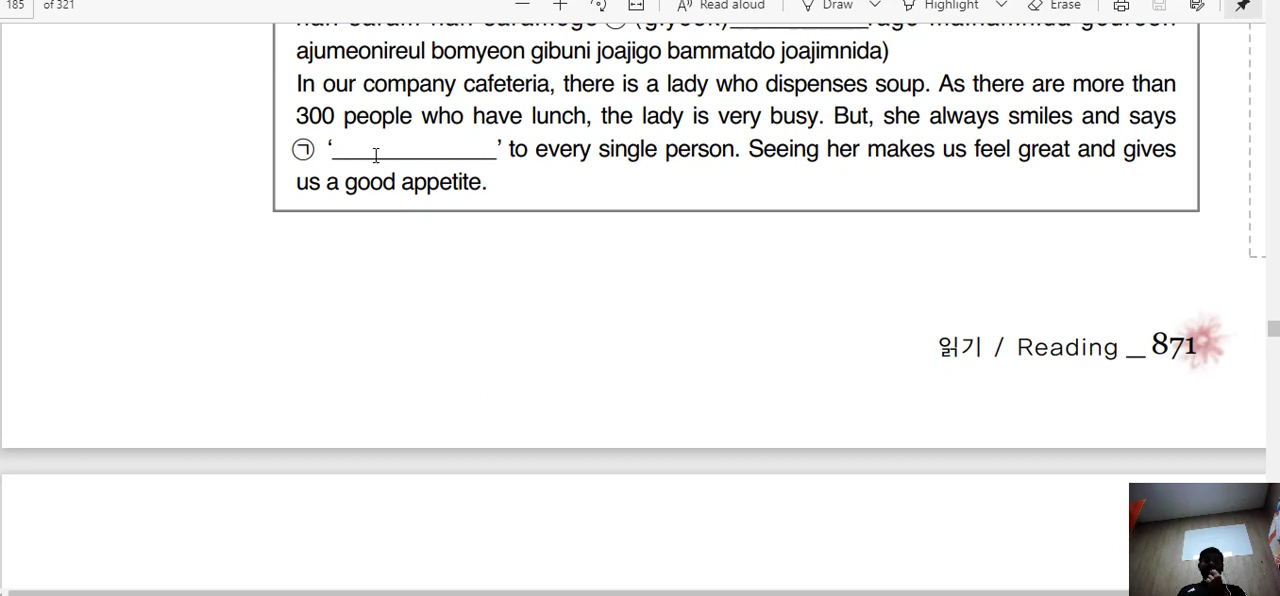 185 of 321 Read aloud Draw Highlight Erase
ajumeonireul bomyeon gibuni joajigo bammatdo joajimnida)
In our company cafeteria, there is a lady who dispenses soup. As there are more than
300 people who have lunch, the lady is very busy. But, she always smiles and says
㉠ ‘____________’ to every single person. Seeing her makes us feel great and gives
us a good appetite.
읽기 / Reading _ 871